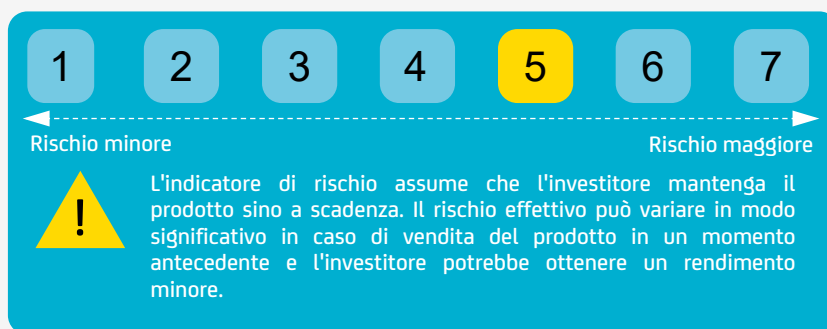 1 2 3 4 5 6 7
Rischio minore Rischio maggiore
!
L'indicatore di rischio assume che l'investitore mantenga il
prodotto sino a scadenza. Il rischio effettivo può variare in modo
significativo in caso di vendita del prodotto in un momento
antecedente e l'investitore potrebbe ottenere un rendimento
minore.